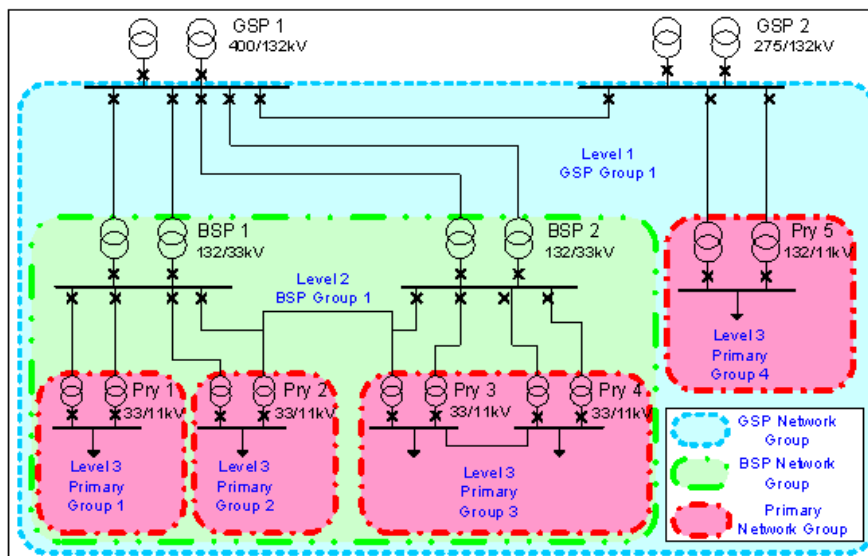 GSP 1
400/132kV
GSP 2
275/132kV
Level 1
GSP Group 1
BSP 1
132/33kV
BSP 2
132/33kV
Pry 5
132/11kV
Level 2
BSP Group 1
Level 3
Primary
Group 4
Pry 1
33/11kV
Pry 2
33/11kV
Pry 3
33/11kV
Pry 4
33/11kV
Level 3
Primary
Group 1
Level 3
Primary
Group 2
Level 3
Primary
Group 3
GSP Network
Group
BSP Network
Group
Primary
Network Group